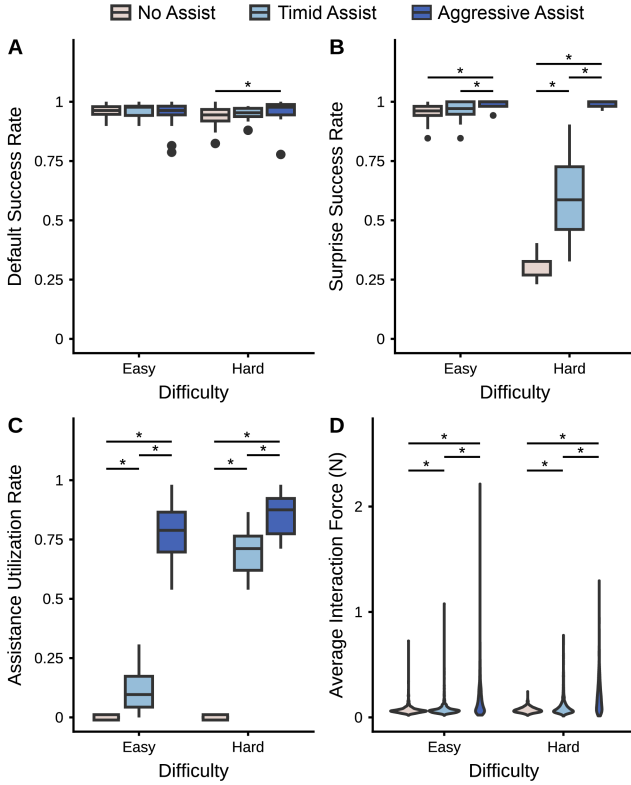 No Assist Timid Assist Aggressive Assist
A
Default Success Rate
1
0.75
0.5
0.25
0
*
Easy Hard
Difficulty
B
Surprise Success Rate
1
0.75
0.5
0.25
0
* *
* * *
Easy Hard
Difficulty
C
Assistance Utilization Rate
1
0.75
0.5
0.25
0
* *
* *
* *
Easy Hard
Difficulty
D
Average Interaction Force (N)
2
1
0
* *
* *
* *
Easy Hard
Difficulty